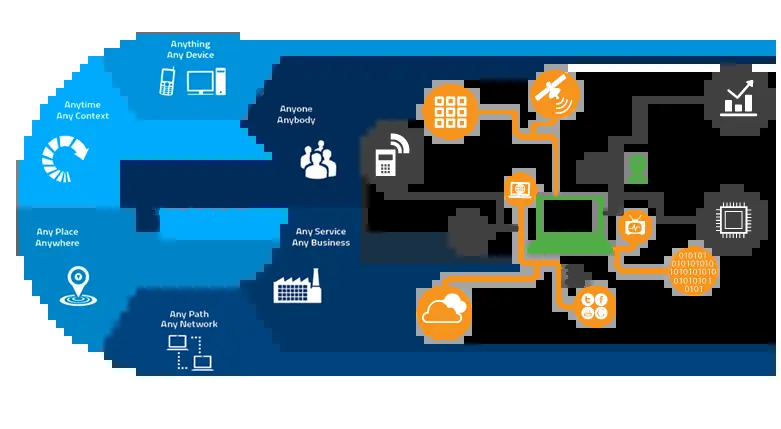 Anything
Any Device
Anytime
Any Context
Anyone
Anybody
Any Place
Anywhere
Any Service
Any Business
Any Path
Any Network
010101
010101010
1010101010
01010101
0101